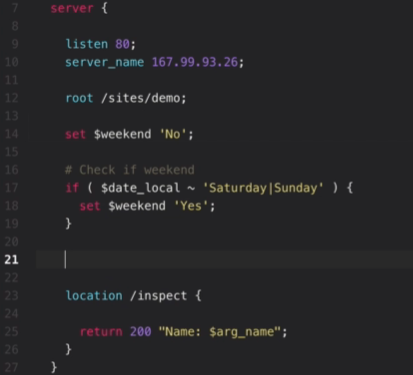 7 server {
8
9 listen 80;
10 server_name 167.99.93.26;
11
12 root /sites/demo;
13
14 set $weekend 'No';
15
16 # Check if weekend
17 if ( $date_local ~ 'Saturday|Sunday' ) {
18 set $weekend 'Yes';
19 }
20
21
22
23 location /inspect {
24
25 return 200 "Name: $arg_name";
26 }
27 }